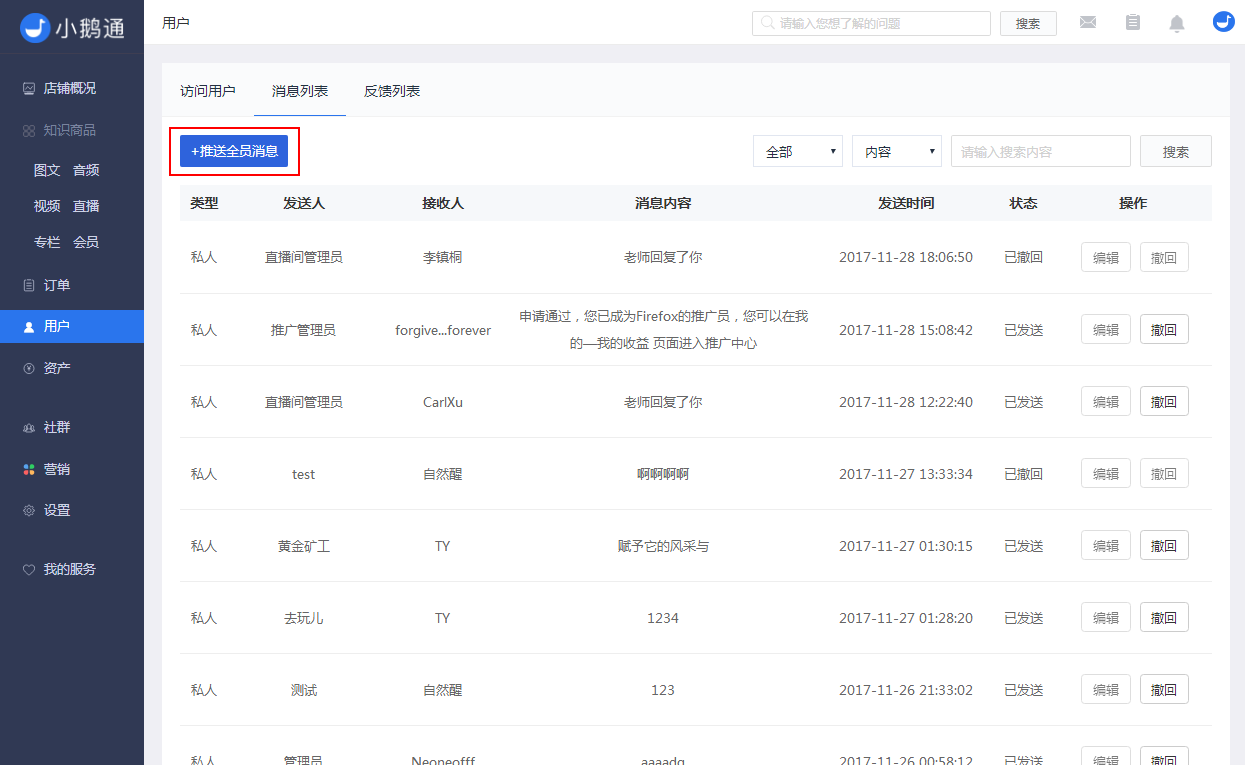 小鹅通
用户
请输入您想了解的问题
搜索
店铺概况
知识商品
图文 音频
视频 直播
专栏 会员
订单
用户
资产
社群
营销
设置
我的服务
访问用户 消息列表 反馈列表
+推送全员消息
全部 内容 请输入搜索内容 搜索
类型 发送人 接收人 消息内容 发送时间 状态 操作
私人 直播间管理员 李镇桐 老师回复了你 2017-11-28 18:06:50 已撤回 编辑 撤回
私人 推广管理员 forgive...forever 申请通过，您已成为Firefox的推广员，您可以在我
的—我的收益 页面进入推广中心 2017-11-28 15:08:42 已发送 编辑 撤回
私人 直播间管理员 CarlXu 老师回复了你 2017-11-28 12:22:40 已发送 编辑 撤回
私人 test 自然醒 啊啊啊啊 2017-11-27 13:33:34 已撤回 编辑 撤回
私人 黄金矿工 TY 赋予它的风采与 2017-11-27 01:30:15 已发送 编辑 撤回
私人 去玩儿 TY 1234 2017-11-27 01:28:20 已发送 编辑 撤回
私人 测试 自然醒 123 2017-11-26 21:33:02 已发送 编辑 撤回
私人 管理员 Neoneofff aaaadq 2017-11-26 00:58:12 已发送 编辑 撤回